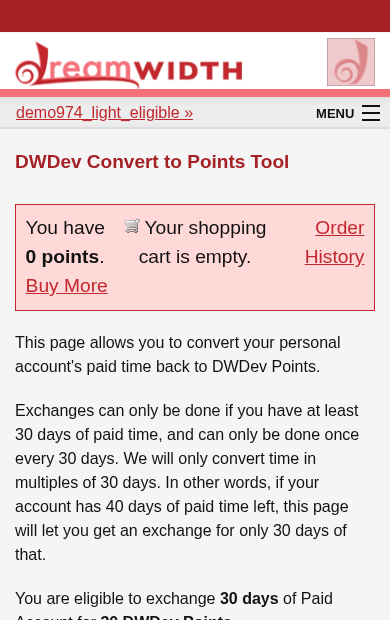 dreamWIDTH
demo974_light_eligible »
MENU
DWDev Convert to Points Tool
You have 0 points.
Buy More
Your shopping cart is empty.
Order History
This page allows you to convert your personal
account's paid time back to DWDev Points.
Exchanges can only be done if you have at least
30 days of paid time, and can only be done once
every 30 days. We will only convert time in
multiples of 30 days. In other words, if your
account has 40 days of paid time left, this page
will let you get an exchange for only 30 days of
that.
You are eligible to exchange 30 days of Paid
Account for 30 DWDev Points.